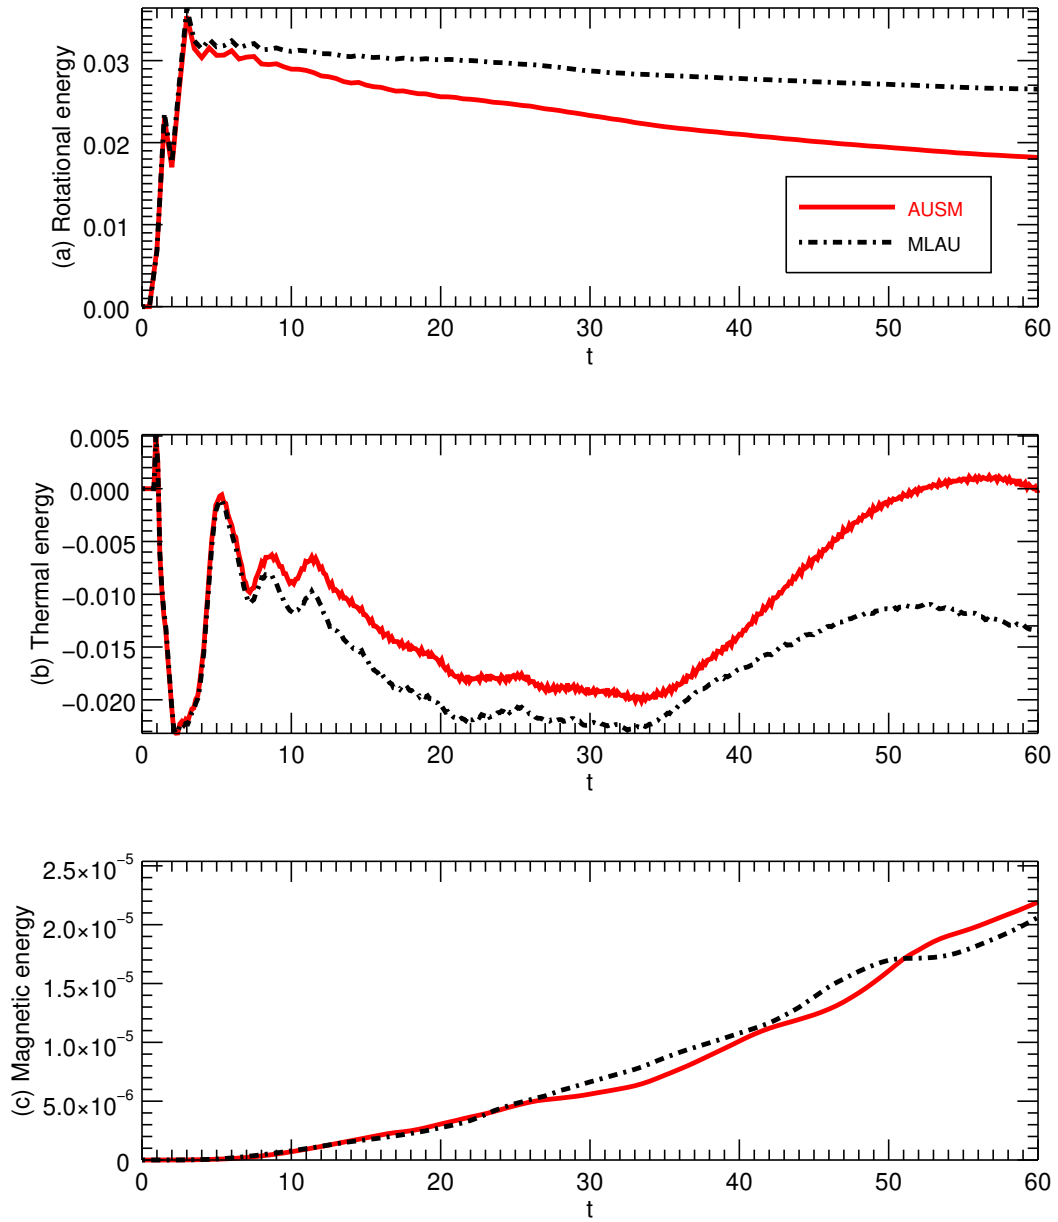 (a) Rotational energy
0.03
0.02
0.01
0.00
0 10 20 30 40 50 60
t
AUSM
MLAU
(b) Thermal energy
0.005
0.000
−0.005
−0.010
−0.015
−0.020
0 10 20 30 40 50 60
t
(c) Magnetic energy
2.5×10⁻⁵
2.0×10⁻⁵
1.5×10⁻⁵
1.0×10⁻⁵
5.0×10⁻⁶
0
0 10 20 30 40 50 60
t